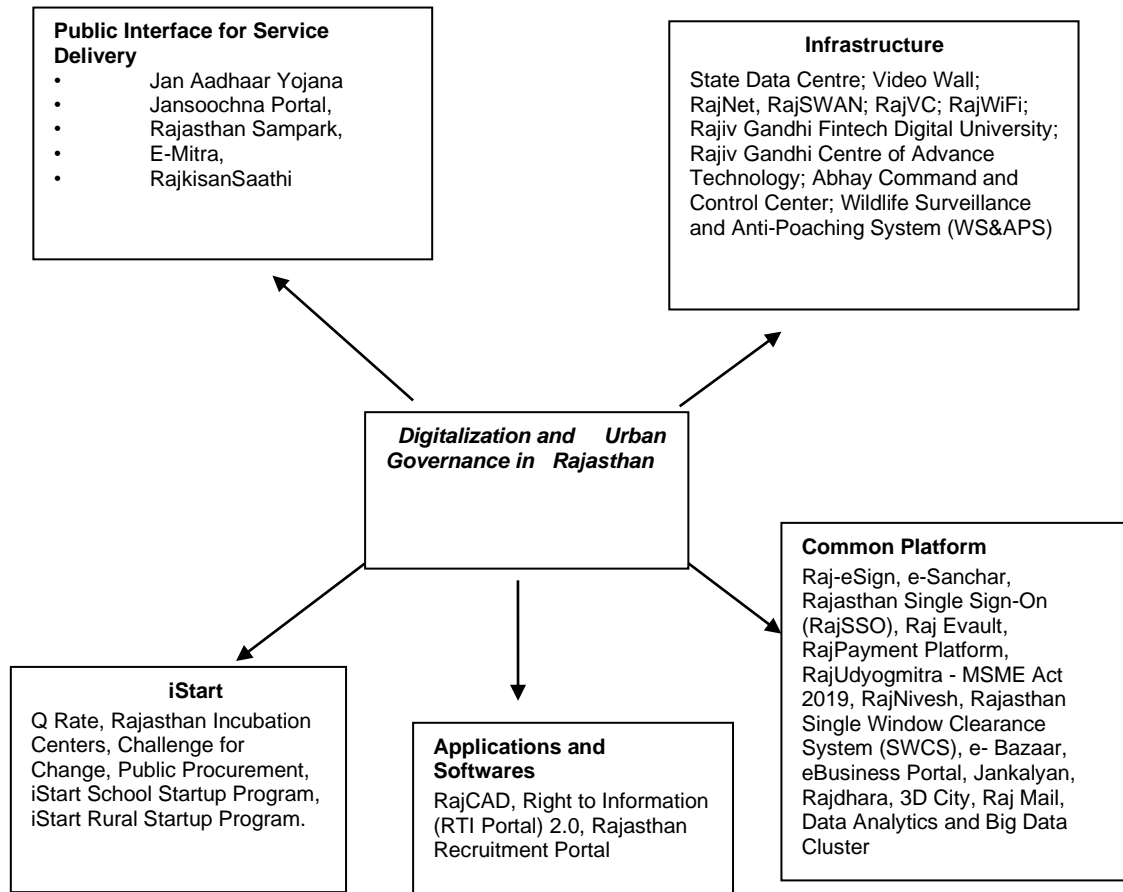 Public Interface for Service
Delivery
• Jan Aadhaar Yojana
• Jansoochna Portal,
• Rajasthan Sampark,
• E-Mitra,
• RajkisanSaathi
Infrastructure
State Data Centre; Video Wall;
RajNet, RajSWAN; RajVC; RajWiFi;
Rajiv Gandhi Fintech Digital University;
Rajiv Gandhi Centre of Advance
Technology; Abhay Command and
Control Center; Wildlife Surveillance
and Anti-Poaching System (WS&APS)
Digitalization and Urban
Governance in Rajasthan
Common Platform
Raj-eSign, e-Sanchar,
Rajasthan Single Sign-On
(RajSSO), Raj Evault,
RajPayment Platform,
RajUdyogmitra - MSME Act
2019, RajNivesh, Rajasthan
Single Window Clearance
System (SWCS), e- Bazaar,
eBusiness Portal, Jankalyan,
Rajdhara, 3D City, Raj Mail,
Data Analytics and Big Data
Cluster
iStart
Q Rate, Rajasthan Incubation
Centers, Challenge for
Change, Public Procurement,
iStart School Startup Program,
iStart Rural Startup Program.
Applications and
Softwares
RajCAD, Right to Information
(RTI Portal) 2.0, Rajasthan
Recruitment Portal